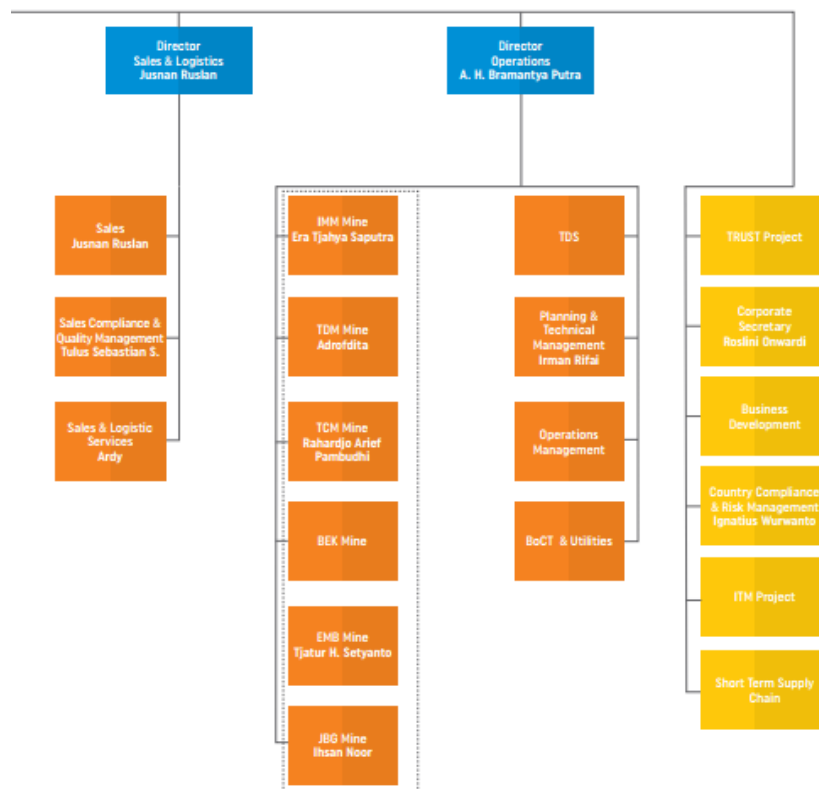 Director
Sales & Logistics
Jusnan Ruslan
Director
Operations
A. H. Bramantya Putra
Sales
Jusnan Ruslan
Sales Compliance &
Quality Management
Tulus Sebastian S.
Sales & Logistic
Services
Ardy
IMM Mine
Era Tjahya Saputra
TDM Mine
Adrofdita
TCM Mine
Rahardjo Arief
Pambudhi
BEK Mine
EMB Mine
Tjatur H. Setyanto
JBG Mine
Ihsan Noor
TDS
Planning &
Technical
Management
Irman Rifai
Operations
Management
BoCT & Utilities
TRUST Project
Corporate
Secretary
Roslini Onwardi
Business
Development
Country Compliance
& Risk Management
Ignatius Wurwanto
ITM Project
Short Term Supply
Chain